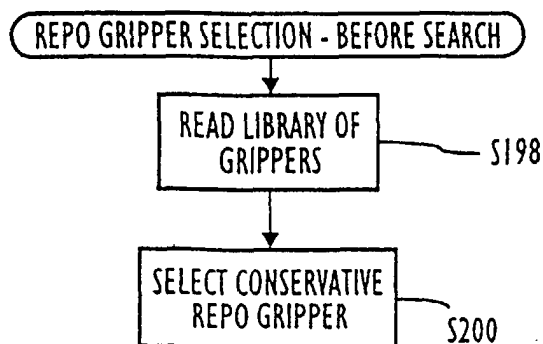 REPO GRIPPER SELECTION - BEFORE SEARCH
READ LIBRARY OF
GRIPPERS
S198
SELECT CONSERVATIVE
REPO GRIPPER
S200